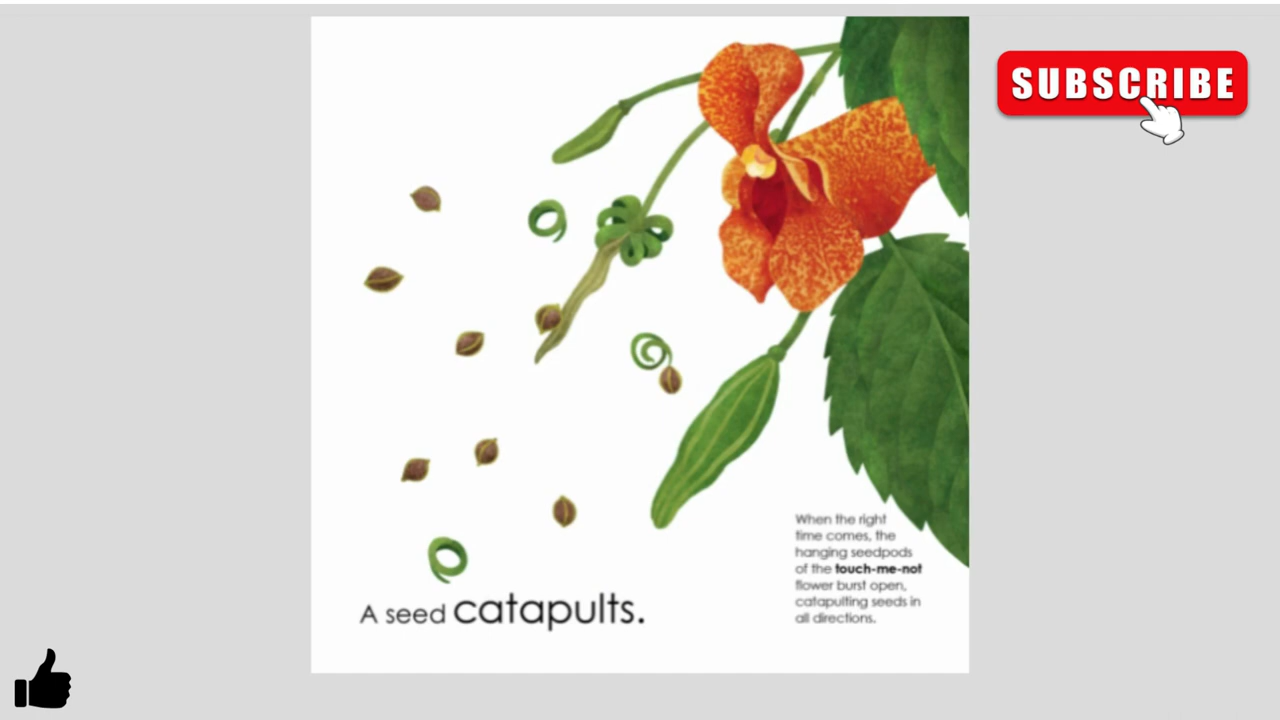 SUBSCRIBE
A seed catapults.
When the right
time comes, the
hanging seedpods
of the touch-me-not
flower burst open,
catapulting seeds in
all directions.